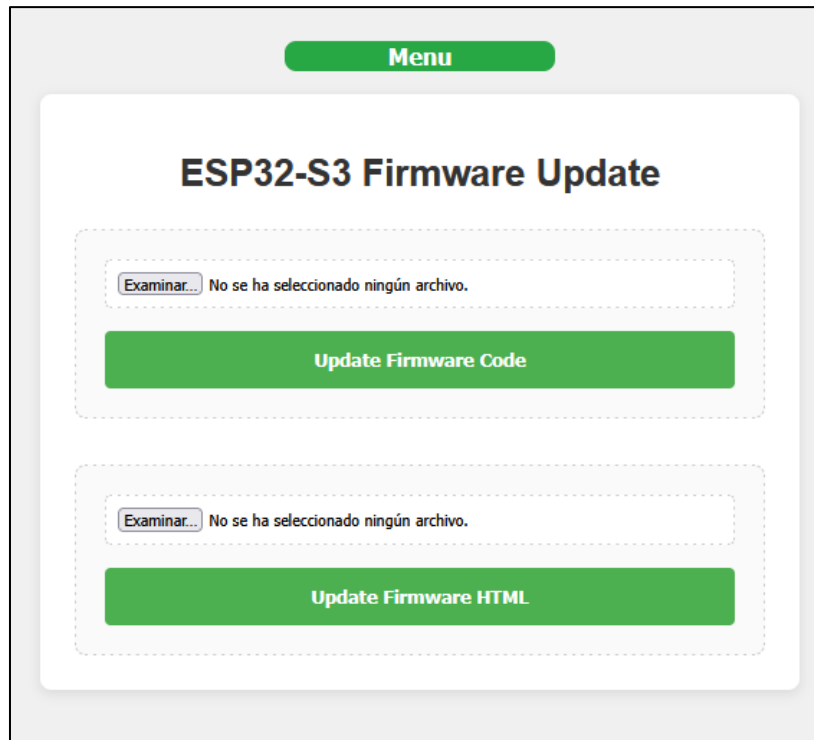 Menu
ESP32-S3 Firmware Update
Examinar... No se ha seleccionado ningún archivo.
Update Firmware Code
Examinar... No se ha seleccionado ningún archivo.
Update Firmware HTML